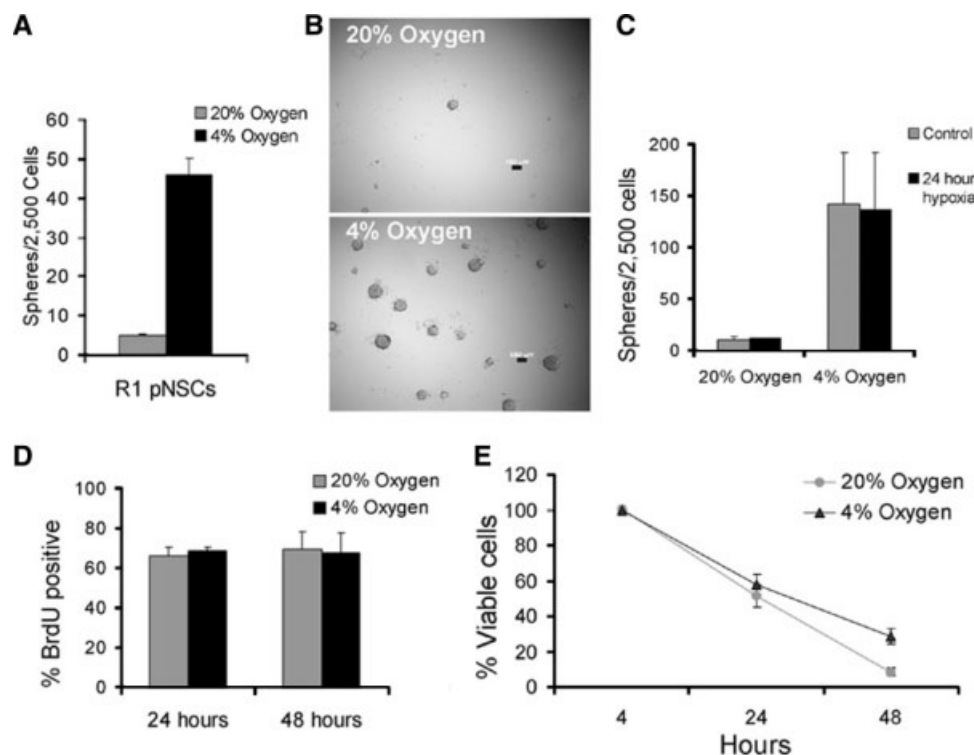 A
20% Oxygen
4% Oxygen
Spheres/2,500 Cells
60
50
40
30
20
10
0
R1 pNSCs
B
20% Oxygen
4% Oxygen
C
Control
24 hour
hypoxia
Spheres/2,500 cells
200
150
100
50
0
20% Oxygen
4% Oxygen
D
20% Oxygen
4% Oxygen
% BrdU positive
100
80
60
40
20
0
24 hours
48 hours
E
20% Oxygen
4% Oxygen
% Viable cells
120
100
80
60
40
20
0
4
24
48
Hours